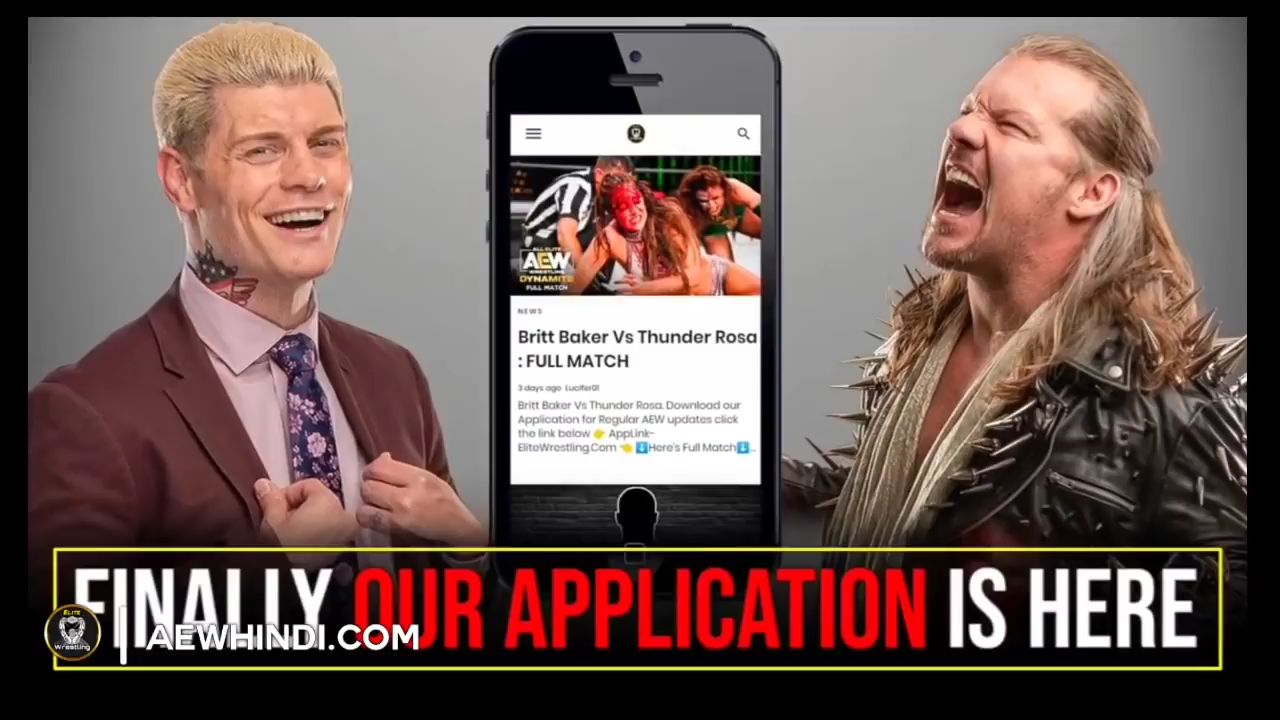 ALL ELITE
AEW
WRESTLING
DYNAMITE
FULL MATCH
NEWS
Britt Baker Vs Thunder Rosa
: FULL MATCH
3 days ago Lucifer01
Britt Baker Vs Thunder Rosa. Download our
Application for Regular AEW updates click
the link below 👉 AppLink-
EliteWrestling.Com 👈 ⬇️Here's Full Match⬇️...
FINALLY OUR APPLICATION IS HERE
ELITE
Wrestling
AEWHINDI.COM